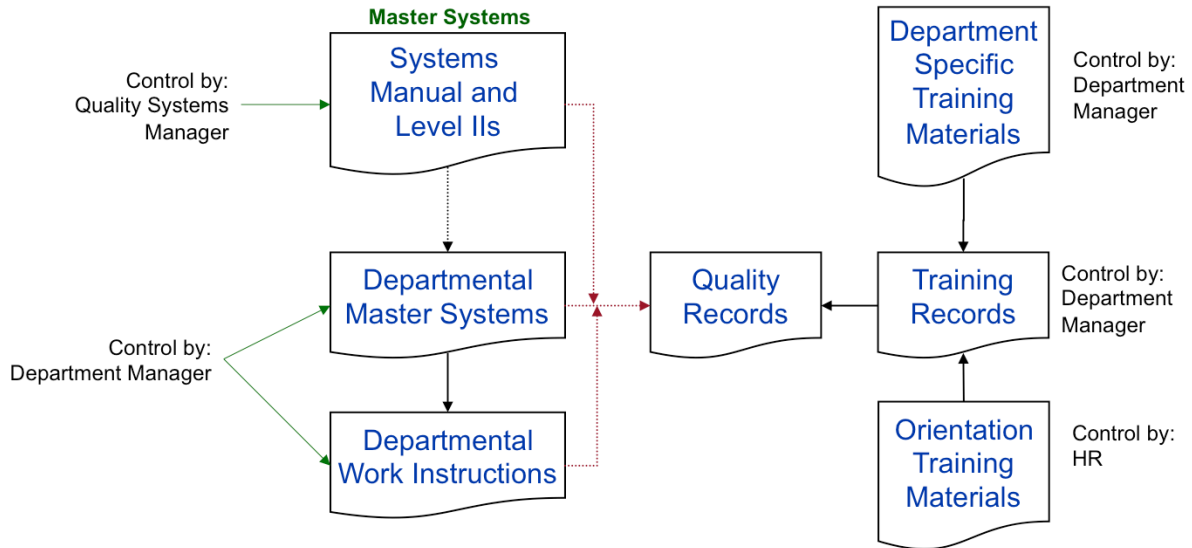 Master Systems
Systems
Manual and
Level IIs
Control by:
Quality Systems
Manager
Department
Specific
Training
Materials
Control by:
Department
Manager
Departmental
Master Systems
Quality
Records
Training
Records
Control by:
Department
Manager
Control by:
Department Manager
Departmental
Work Instructions
Orientation
Training
Materials
Control by:
HR